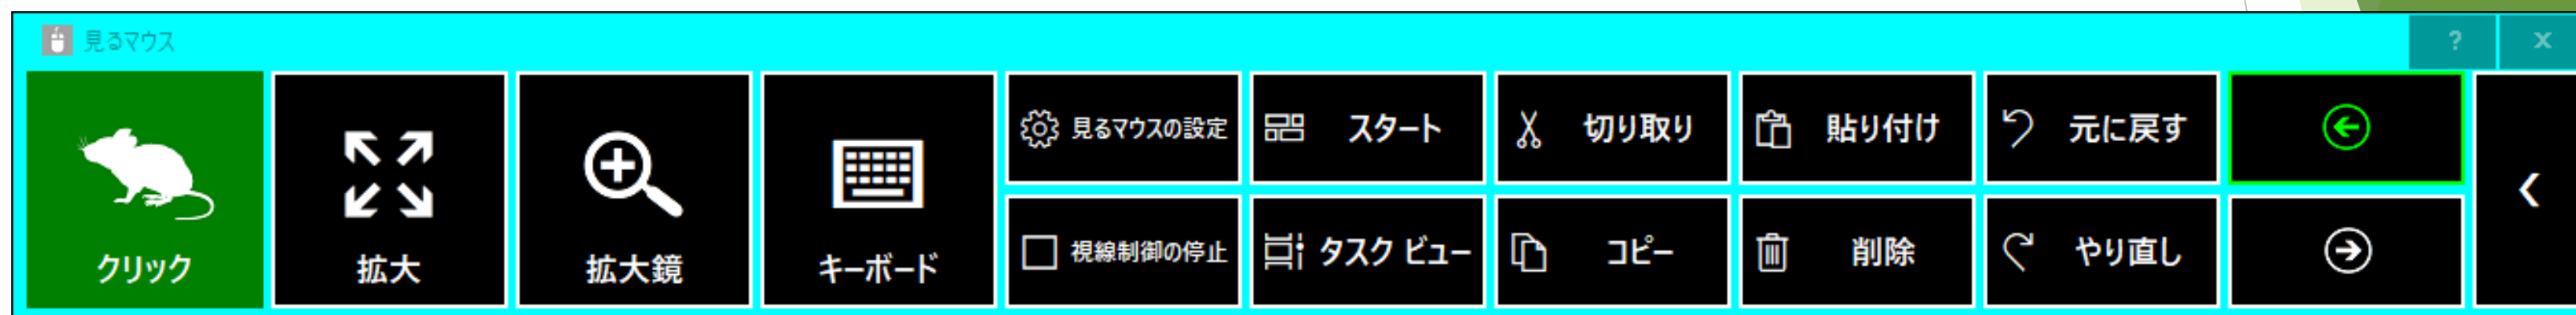 見るマウス
?
x
クリック
拡大
拡大鏡
キーボード
見るマウスの設定
スタート
切り取り
貼り付け
元に戻す
視線制御の停止
タスク ビュー
コピー
削除
やり直し